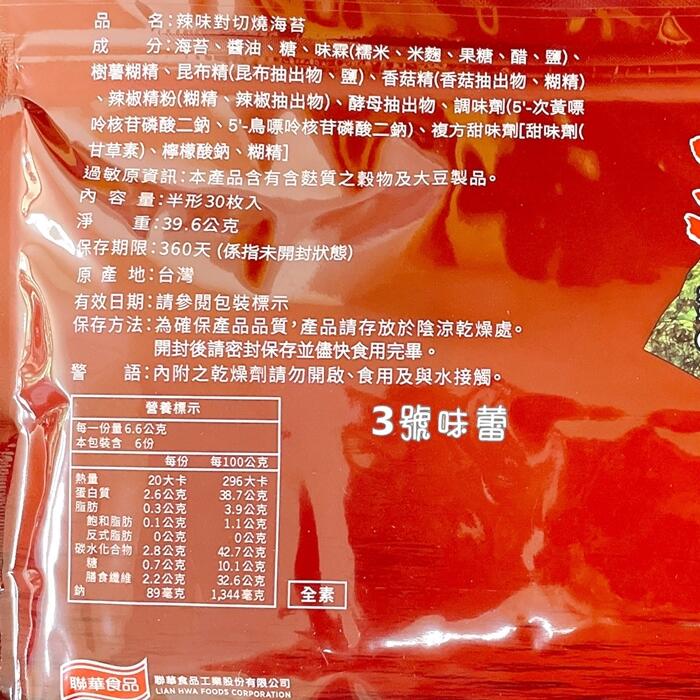 品　　名:辣味對切燒海苔
成　　分:海苔、醬油、糖、味霖(糯米、米麴、果糖、醋、鹽)、
樹薯糊精、昆布精(昆布抽出物、鹽)、香菇精(香菇抽出物、糊精)
、辣椒精粉(糊精、辣椒抽出物)、酵母抽出物、調味劑(5'-次黃嘌
呤核苷磷酸二鈉、5'-鳥嘌呤核苷磷酸二鈉)、複方甜味劑[甜味劑(
甘草素)、檸檬酸鈉、糊精]
過敏原資訊:本產品含有含麩質之穀物及大豆製品。
內 容 量:半形30枚入
淨　　重:39.6公克
保存期限:360天 (係指未開封狀態)
原 產 地:台灣
有效日期:請參閱包裝標示
保存方法:為確保產品品質,產品請存放於陰涼乾燥處。
開封後請密封保存並儘快食用完畢。
警　　語:內附之乾燥劑請勿開啟、食用及與水接觸。
營養標示
每一份量6.6公克
本包裝含 6份
每份 每100公克
熱量 20大卡 296大卡
蛋白質 2.6公克 38.7公克
脂肪 0.3公克 3.9公克
飽和脂肪 0.1公克 1.1公克
反式脂肪 0公克 0公克
碳水化合物 2.8公克 42.7公克
糖 0.7公克 10.1公克
膳食纖維 2.2公克 32.6公克
鈉 89毫克 1,344毫克
3號味蕾
全素
聯華食品
聯華食品工業股份有限公司
LIAN HWA FOODS CORPORATION